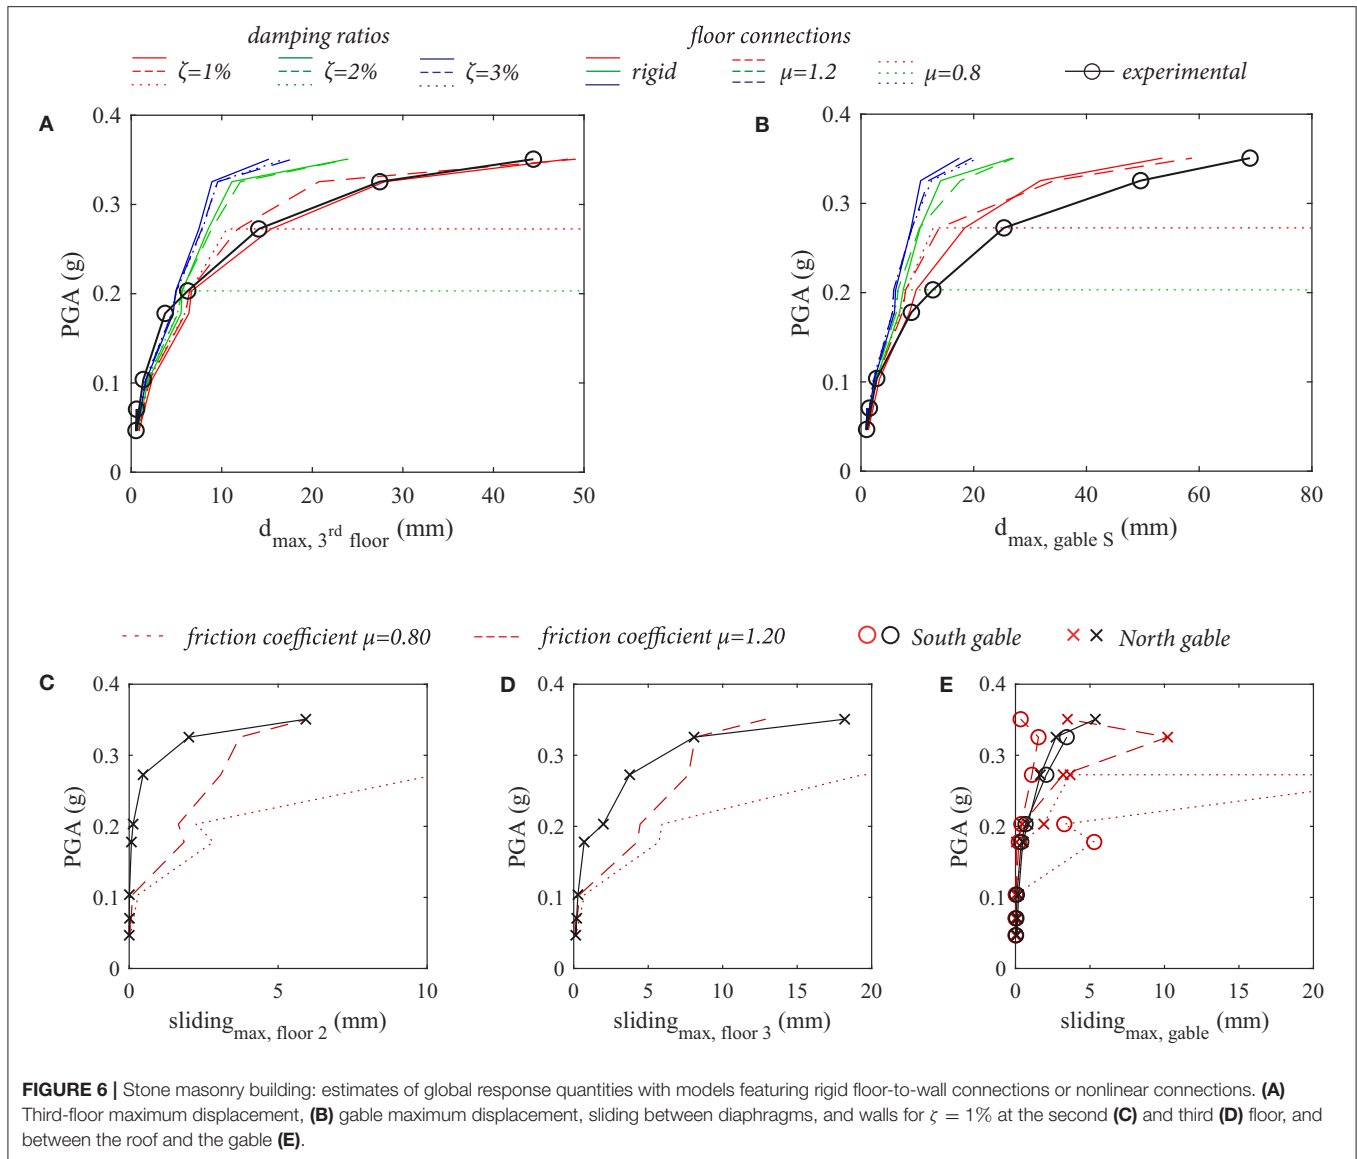 damping ratios floor connections
ζ=1% ζ=2% ζ=3% rigid μ=1.2 μ=0.8 experimental
A
0.4
0.3
0.2
0.1
0
PGA (g)
0 10 20 30 40 50
d max, 3rd floor (mm)
B
0.4
0.3
0.2
0.1
0
PGA (g)
0 20 40 60 80
d max, gable S (mm)
friction coefficient μ=0.80 friction coefficient μ=1.20 South gable North gable
C
0.4
0.3
0.2
0.1
0
PGA (g)
0 5 10
sliding max, floor 2 (mm)
D
0.4
0.3
0.2
0.1
0
PGA (g)
0 5 10 15 20
sliding max, floor 3 (mm)
E
0.4
0.3
0.2
0.1
0
PGA (g)
0 5 10 15 20
sliding max, gable (mm)
FIGURE 6 | Stone masonry building: estimates of global response quantities with models featuring rigid floor-to-wall connections or nonlinear connections. (A)
Third-floor maximum displacement, (B) gable maximum displacement, sliding between diaphragms, and walls for ζ = 1% at the second (C) and third (D) floor, and
between the roof and the gable (E).